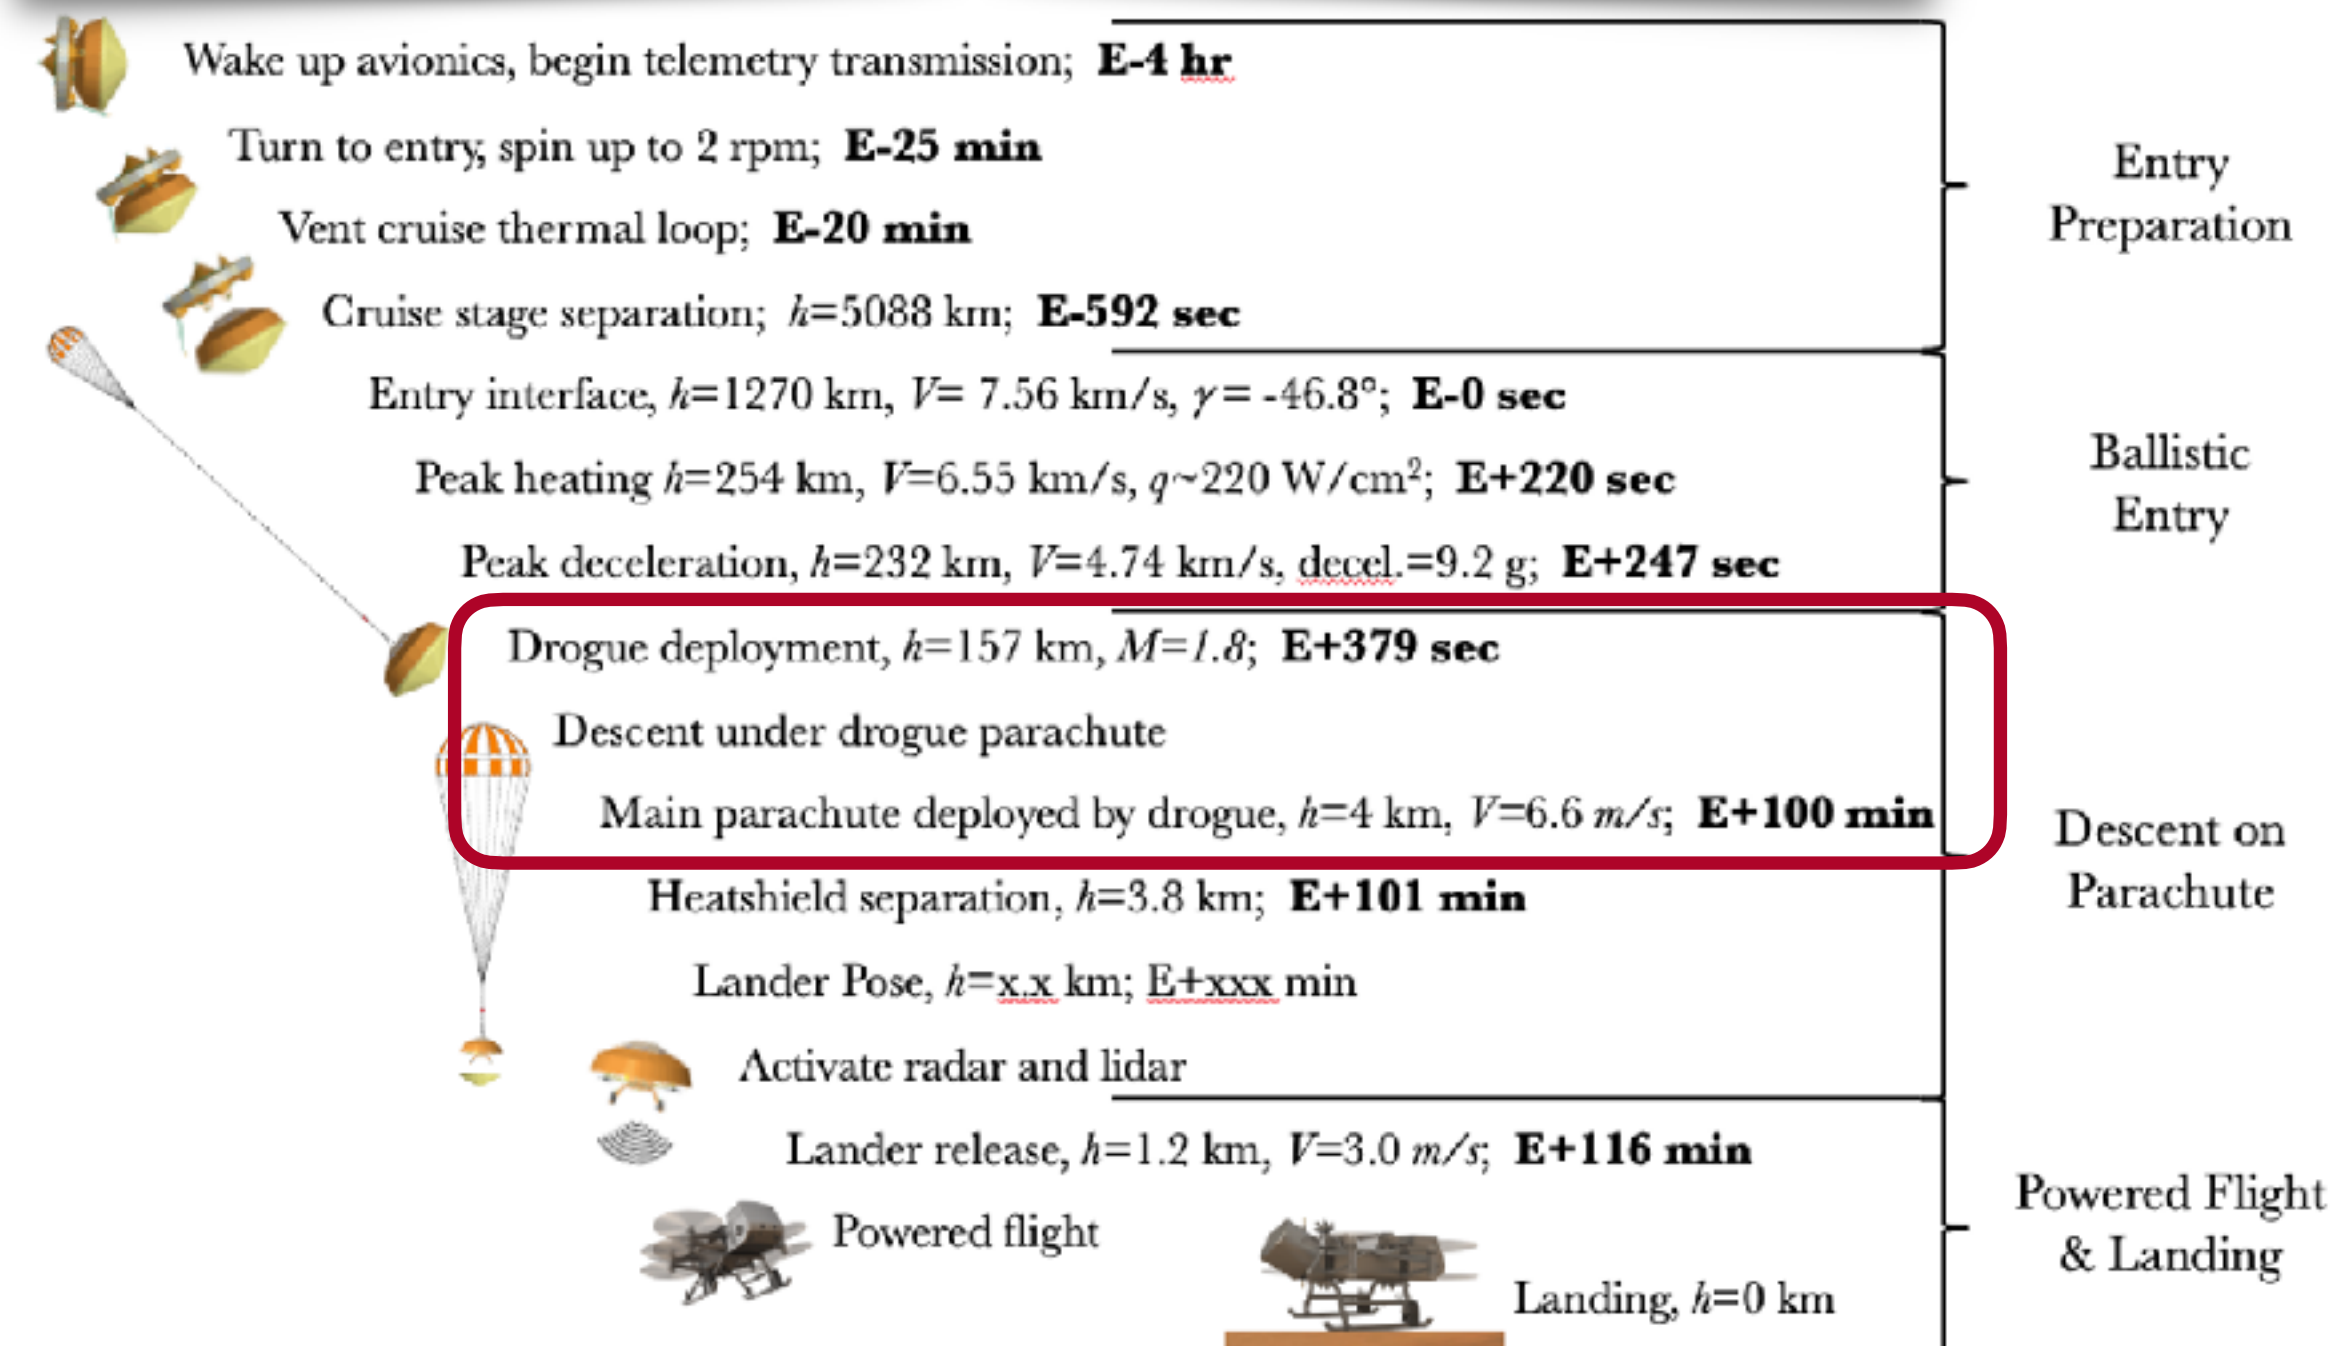 Wake up avionics, begin telemetry transmission; E-4 hr
Turn to entry, spin up to 2 rpm; E-25 min
Vent cruise thermal loop; E-20 min
Cruise stage separation; h=5088 km; E-592 sec
Entry
Preparation
Entry interface, h=1270 km, V= 7.56 km/s, γ= -46.8°; E-0 sec
Peak heating h=254 km, V=6.55 km/s, q~220 W/cm²; E+220 sec
Peak deceleration, h=232 km, V=4.74 km/s, decel.=9.2 g; E+247 sec
Ballistic
Entry
Drogue deployment, h=157 km, M=1.8; E+379 sec
Descent under drogue parachute
Main parachute deployed by drogue, h=4 km, V=6.6 m/s; E+100 min
Heatshield separation, h=3.8 km; E+101 min
Lander Pose, h=x.x km; E+xxx min
Activate radar and lidar
Descent on
Parachute
Lander release, h=1.2 km, V=3.0 m/s; E+116 min
Powered flight
Landing, h=0 km
Powered Flight
& Landing